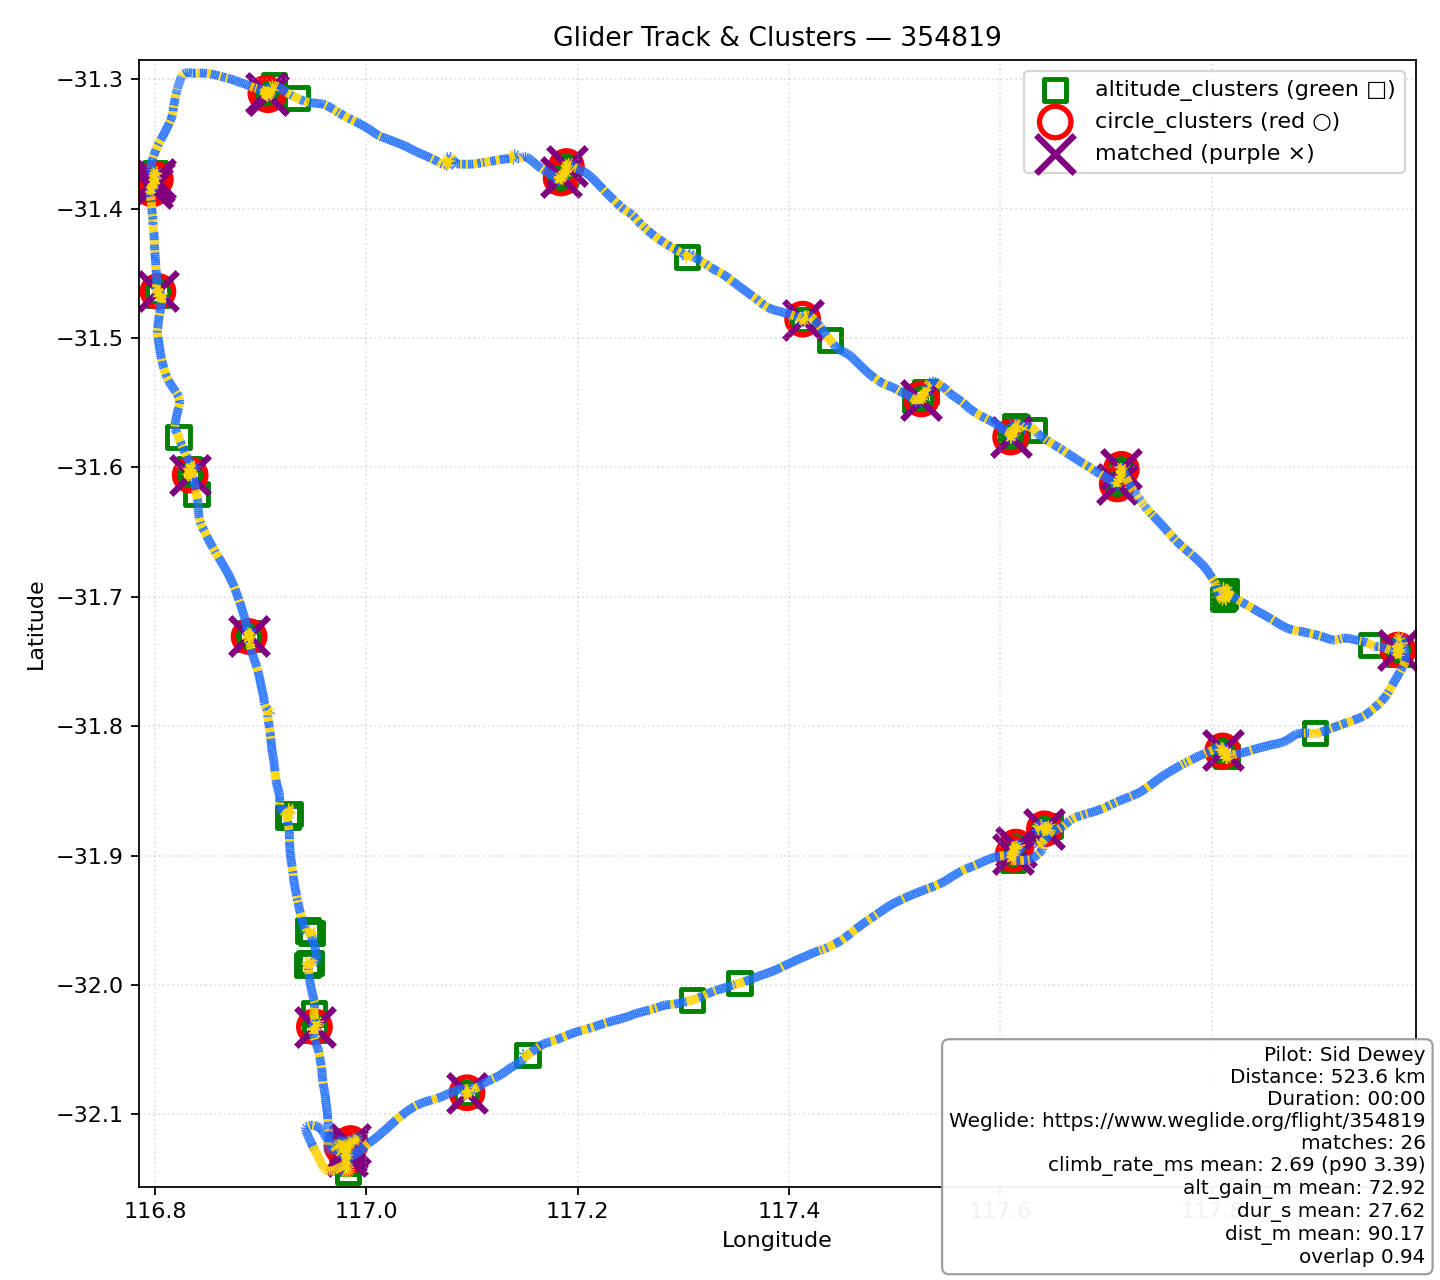 Glider Track & Clusters — 354819
altitude_clusters (green □)
circle_clusters (red ○)
matched (purple ×)
Latitude
−31.3
−31.4
−31.5
−31.6
−31.7
−31.8
−31.9
−32.0
−32.1
116.8
117.0
117.2
117.4
117.6
117.8
Longitude
Pilot: Sid Dewey
Distance: 523.6 km
Duration: 00:00
Weglide: https://www.weglide.org/flight/354819
matches: 26
climb_rate_ms mean: 2.69 (p90 3.39)
alt_gain_m mean: 72.92
dur_s mean: 27.62
dist_m mean: 90.17
overlap 0.94